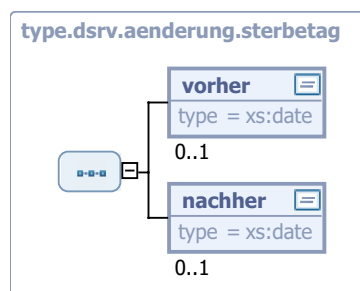 type.dsrv.aenderung.sterbetag
vorher
type = xs:date
0..1
nachher
type = xs:date
0..1